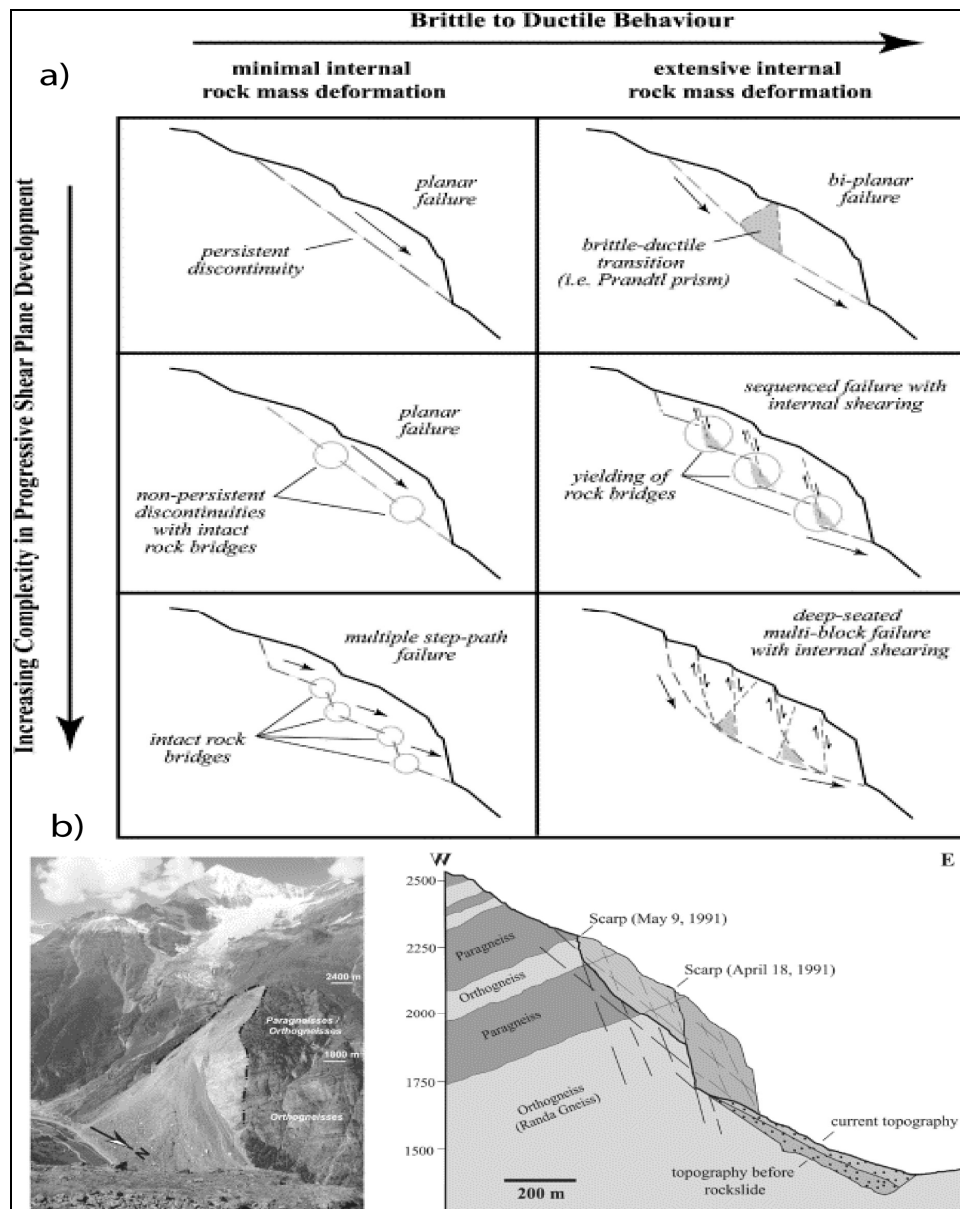 Brittle to Ductile Behaviour
a)
minimal internal
rock mass deformation
extensive internal
rock mass deformation
Increasing Complexity in Progressive Shear Plane Development
planar
failure
persistent
discontinuity
bi-planar
failure
brittle-ductile
transition
(i.e. Prandtl prism)
planar
failure
non-persistent
discontinuities
with intact
rock bridges
sequenced failure with
internal shearing
yielding of
rock bridges
multiple step-path
failure
intact rock
bridges
deep-seated
multi-block failure
with internal shearing
b)
2400 m
Paragneisses /
Orthogneisses
1800 m
Orthogneisses
N
W
E
2500
2250
2000
1750
1500
Scarp (May 9, 1991)
Scarp (April 18, 1991)
Paragneiss
Orthogneiss
Paragneiss
Orthogneiss
(Randa Gneiss)
current topography
topography before
rockslide
200 m